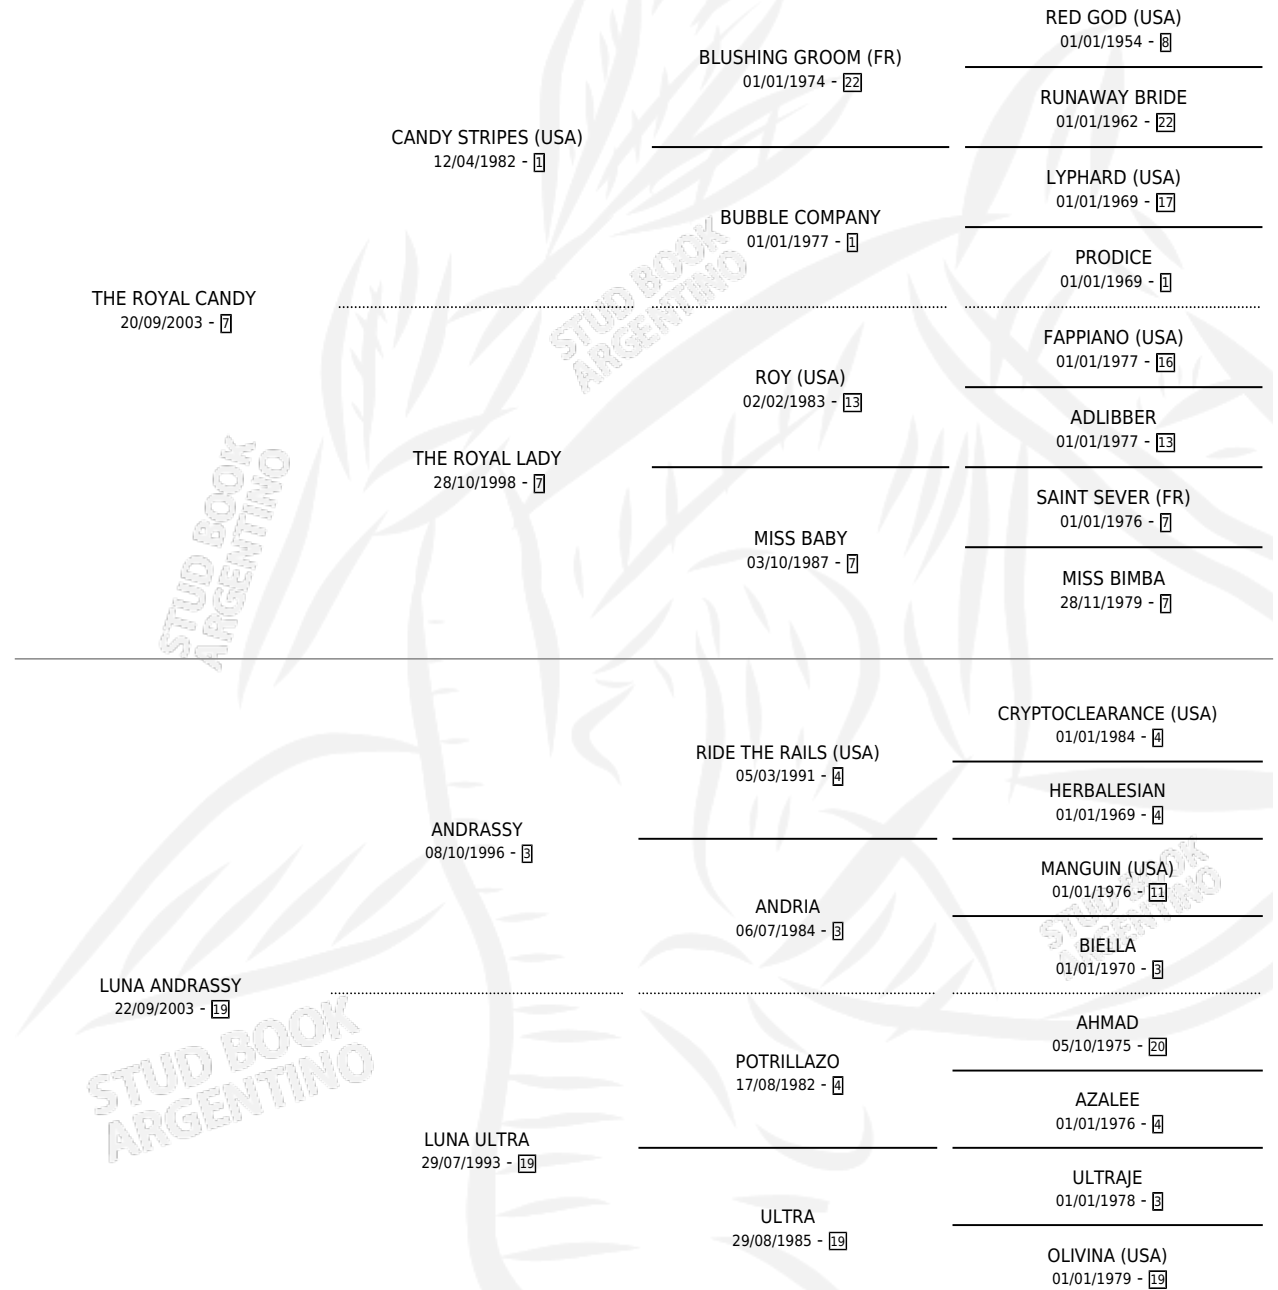 RED GOD (USA)
01/01/1954 - 8
BLUSHING GROOM (FR)
01/01/1974 - 22
RUNAWAY BRIDE
01/01/1962 - 22
CANDY STRIPES (USA)
12/04/1982 - 1
LYPHARD (USA)
01/01/1969 - 17
BUBBLE COMPANY
01/01/1977 - 1
PRODICE
01/01/1969 - 1
THE ROYAL CANDY
20/09/2003 - 7
STUD BOOK
ARGENTINO
FAPPIANO (USA)
01/01/1977 - 16
ROY (USA)
02/02/1983 - 13
ADLIBBER
01/01/1977 - 13
THE ROYAL LADY
28/10/1998 - 7
SAINT SEVER (FR)
01/01/1976 - 7
MISS BABY
03/10/1987 - 7
MISS BIMBA
28/11/1979 - 7
STUD BOOK
ARGENTINO
CRYPTOCLEARANCE (USA)
01/01/1984 - 4
RIDE THE RAILS (USA)
05/03/1991 - 4
HERBALESIAN
01/01/1969 - 4
ANDRASSY
08/10/1996 - 3
MANGUIN (USA)
01/01/1976 - 11
STUD BOOK
ARGENTINO
ANDRIA
06/07/1984 - 3
BIELLA
01/01/1970 - 3
LUNA ANDRASSY
22/09/2003 - 19
STUD BOOK
ARGENTINO
AHMAD
05/10/1975 - 20
POTRILLAZO
17/08/1982 - 4
AZALEE
01/01/1976 - 4
LUNA ULTRA
29/07/1993 - 19
ULTRAJE
01/01/1978 - 3
ULTRA
29/08/1985 - 19
OLIVINA (USA)
01/01/1979 - 19